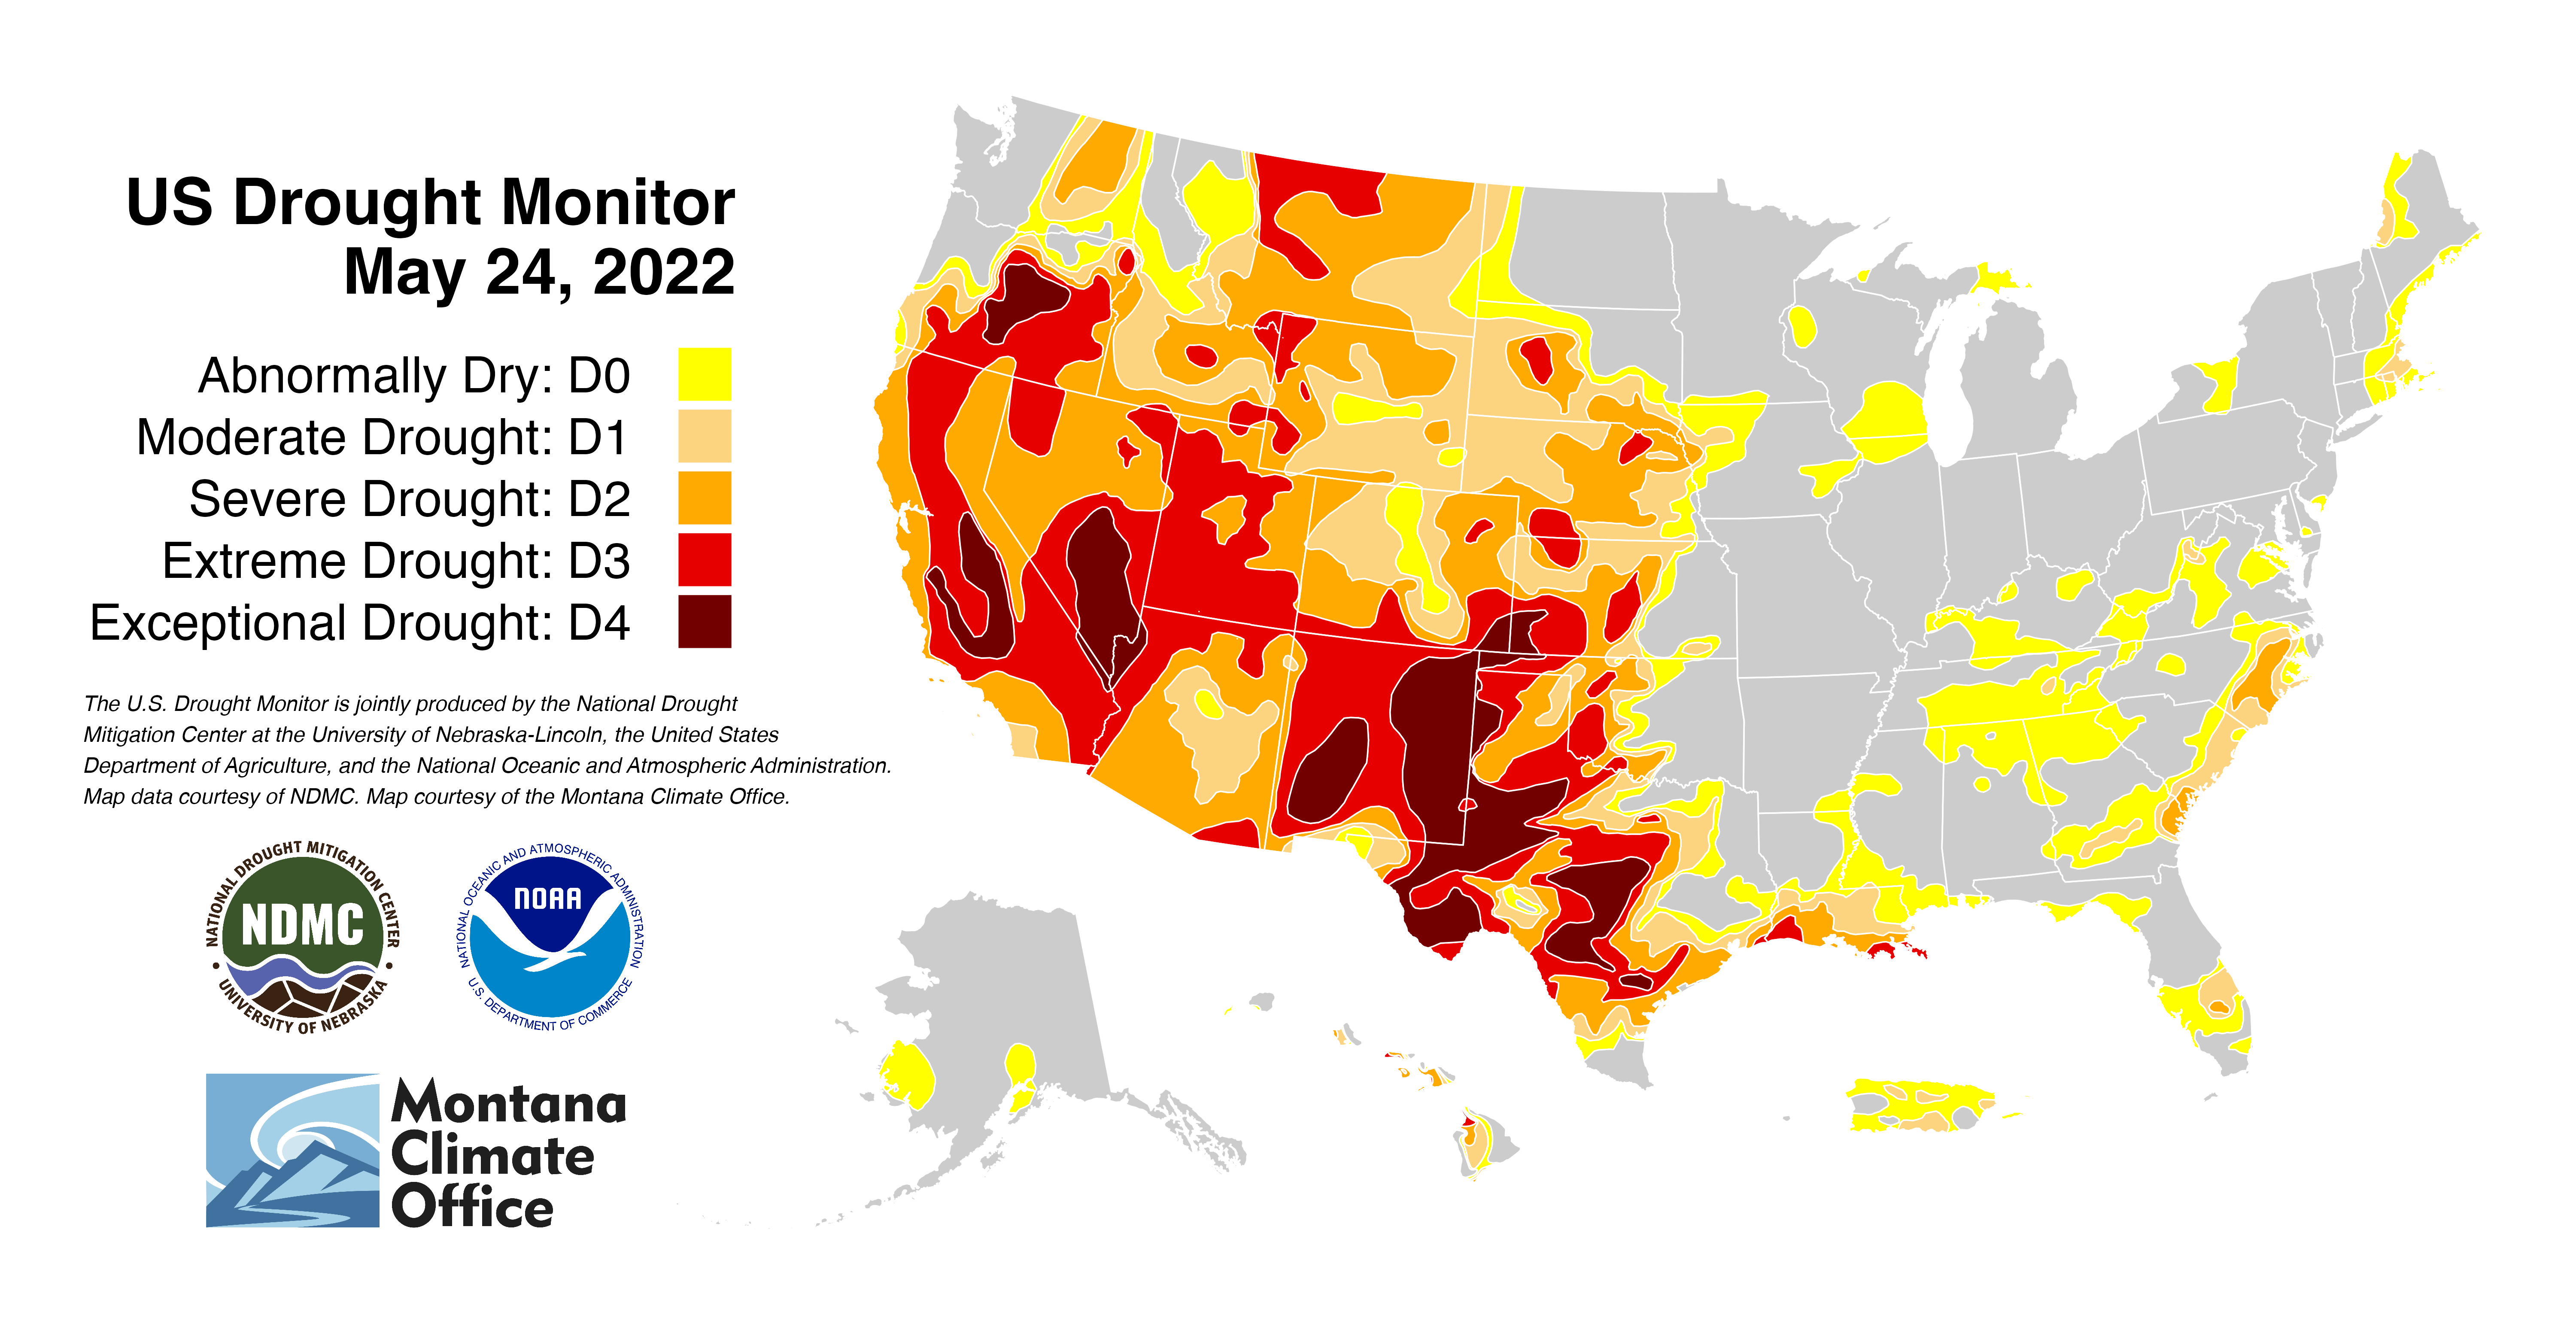 US Drought Monitor
May 24, 2022
Abnormally Dry: D0
Moderate Drought: D1
Severe Drought: D2
Extreme Drought: D3
Exceptional Drought: D4
The U.S. Drought Monitor is jointly produced by the National Drought
Mitigation Center at the University of Nebraska-Lincoln, the United States
Department of Agriculture, and the National Oceanic and Atmospheric Administration.
Map data courtesy of NDMC. Map courtesy of the Montana Climate Office.
NATIONAL DROUGHT MITIGATION CENTER
NDMC
• UNIVERSITY OF NEBRASKA •
NATIONAL OCEANIC AND ATMOSPHERIC ADMINISTRATION
NOAA
U.S. DEPARTMENT OF COMMERCE
Montana
Climate
Office